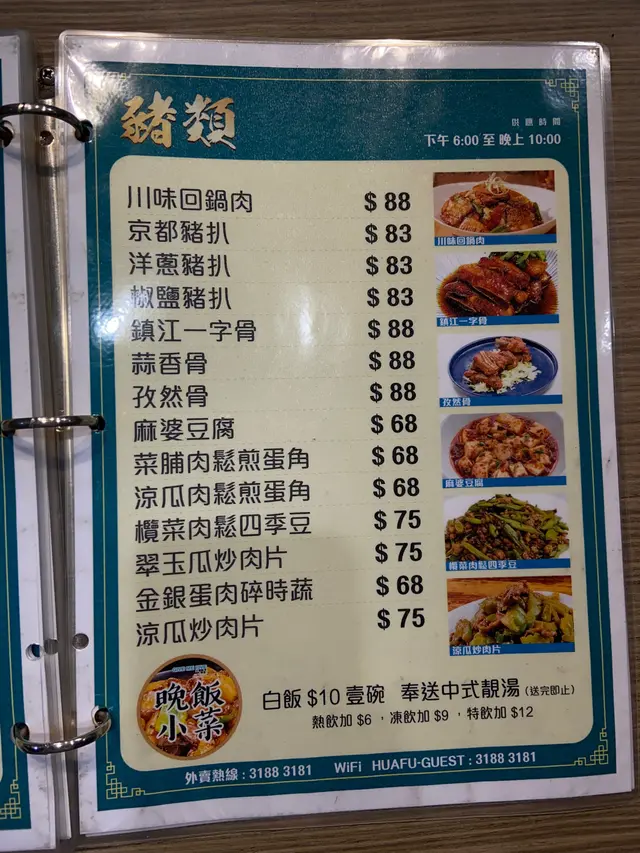 豬類
供應時間
下午 6:00 至 晚上 10:00
川味回鍋肉 $ 88
京都豬扒 $ 83
洋蔥豬扒 $ 83
椒鹽豬扒 $ 83
鎮江一字骨 $ 88
蒜香骨 $ 88
孜然骨 $ 88
麻婆豆腐 $ 68
菜脯肉鬆煎蛋角 $ 68
涼瓜肉鬆煎蛋角 $ 68
欖菜肉鬆四季豆 $ 75
翠玉瓜炒肉片 $ 75
金銀蛋肉碎時蔬 $ 68
涼瓜炒肉片 $ 75
川味回鍋肉
鎮江一字骨
孜然骨
麻婆豆腐
欖菜肉鬆四季豆
涼瓜炒肉片
晚飯
小菜
白飯 $10 壹碗 奉送中式靚湯 (送完即止)
熱飲加 $6 ，凍飲加 $9 ，特飲加 $12
外賣熱線 : 3188 3181 WiFi HUAFU-GUEST : 3188 3181